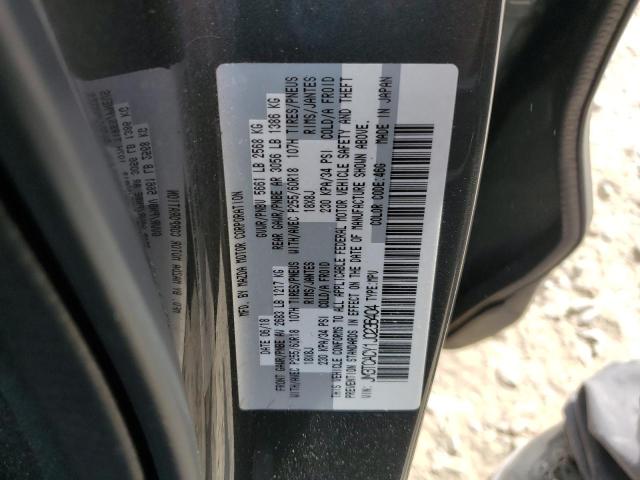 MFD. BY MAZDA MOTOR CORPORATION
DATE: 06/18 GVWR/PNBV 5661 LB 2568 KG
FRONT GAWR/PNBE AV 2683 LB 1217 KG REAR GAWR/PNBE AR 3056 LB 1386 KG
WITH/AVEC P255/60R18 107H TIRES/PNEUS WITH/AVEC P255/60R18 107H TIRES/PNEUS
18X8J RIMS/JANTES 18X8J RIMS/JANTES
230 KPA/34 PSI COLD/A FROID 230 KPA/34 PSI COLD/A FROID
THIS VEHICLE CONFORMS TO ALL APPLICABLE FEDERAL MOTOR VEHICLE SAFETY AND THEFT
PREVENTION STANDARDS IN EFFECT ON THE DATE OF MANUFACTURE SHOWN ABOVE.
JM3TCACY1J0235404 TYPE: MPV COLOR CODE: 46G MADE IN JAPAN